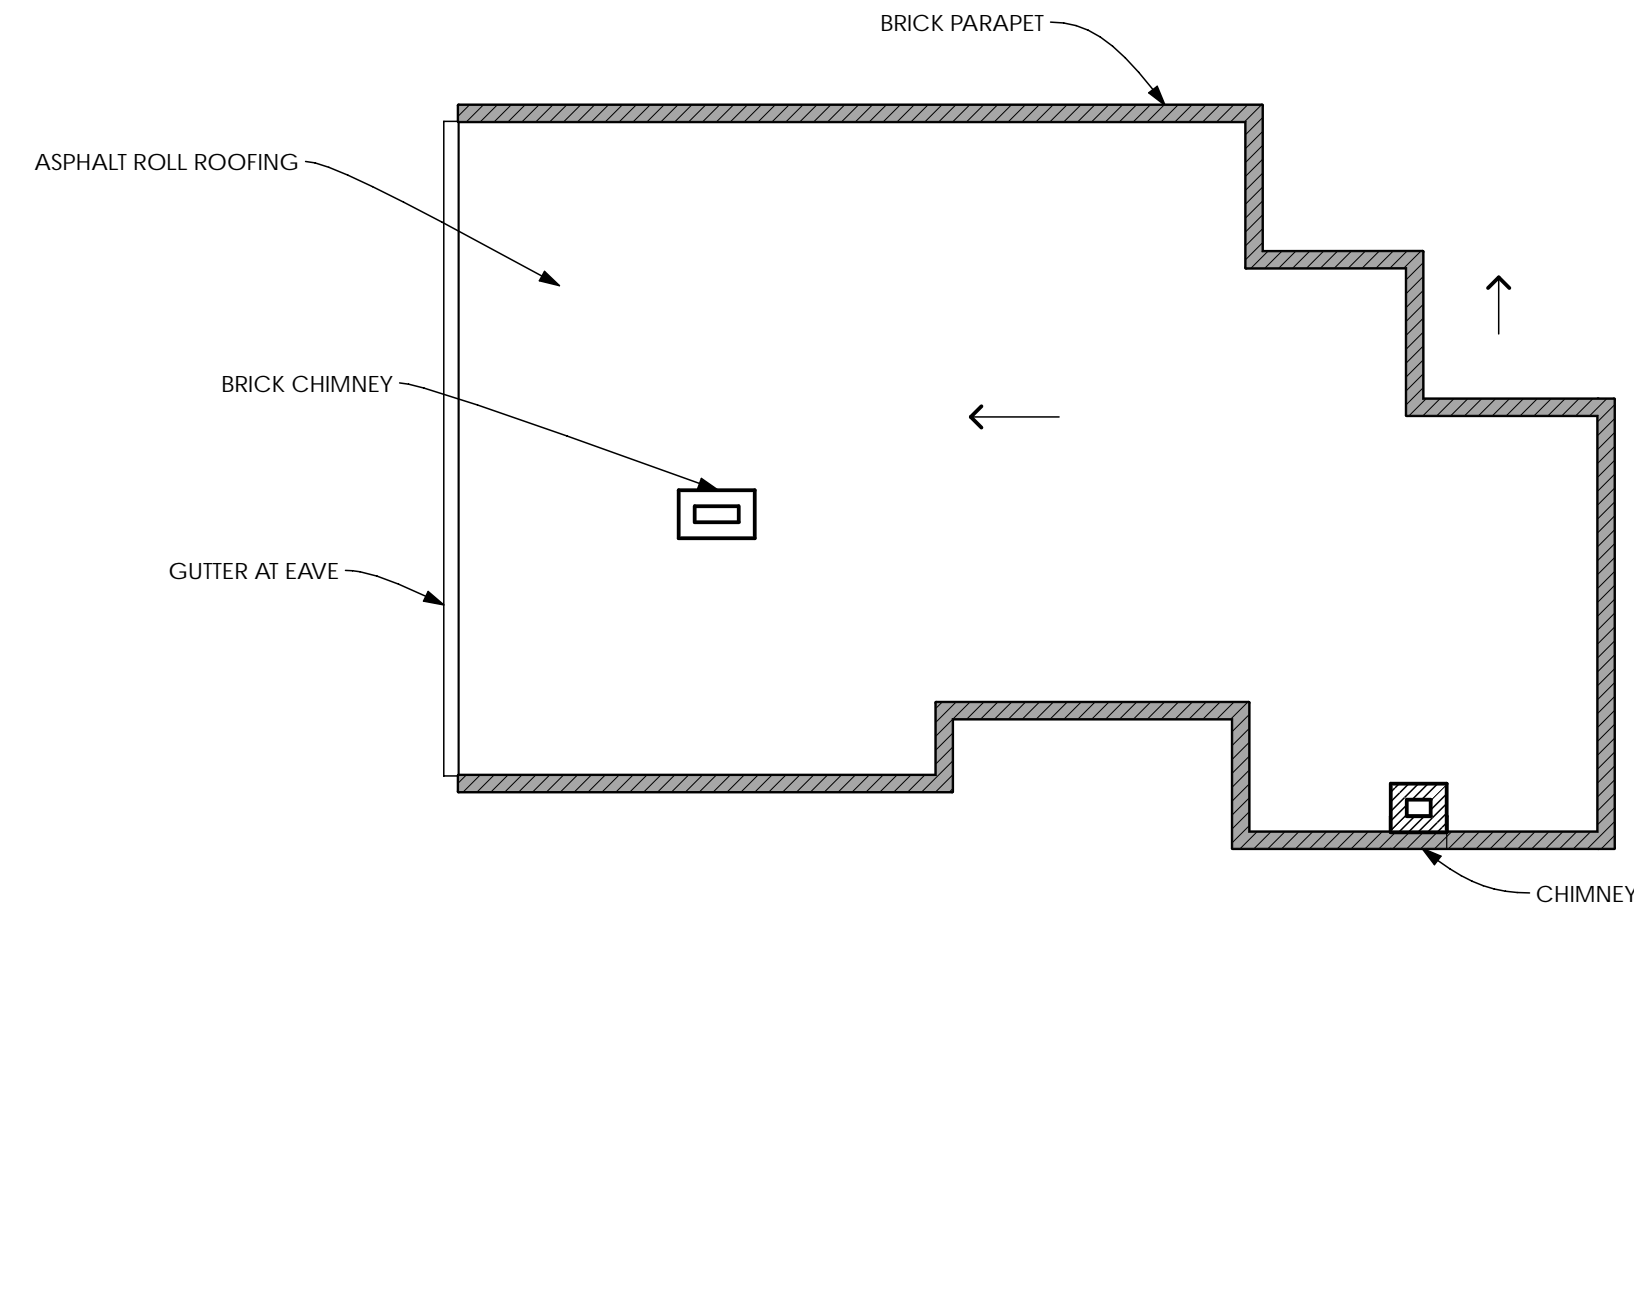 BRICK PARAPET
ASPHALT ROLL ROOFING
BRICK CHIMNEY
GUTTER AT EAVE
CHIMNEY